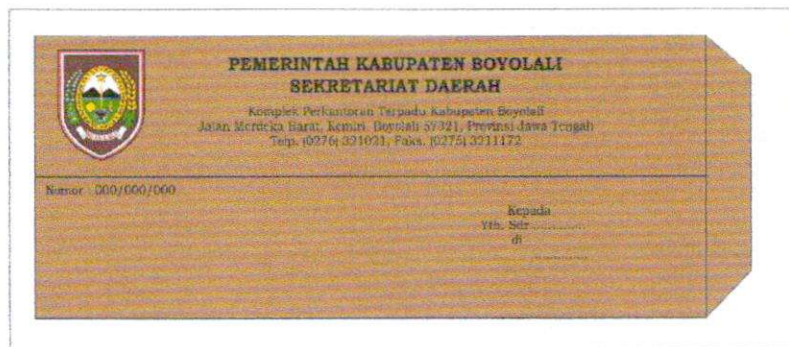 PEMERINTAH KABUPATEN BOYOLALI
SEKRETARIAT DAERAH
Komplek Perkantoran Terpadu Kabupaten Boyolali
Jalan Merdeka Barat, Kemiri, Boyolali 57321, Provinsi Jawa Tengah
Telp. (0276) 321021, Faks. (0276) 3211172
Nomor : 000/000/000
Kepada
Yth. Sdr ............
di
...............